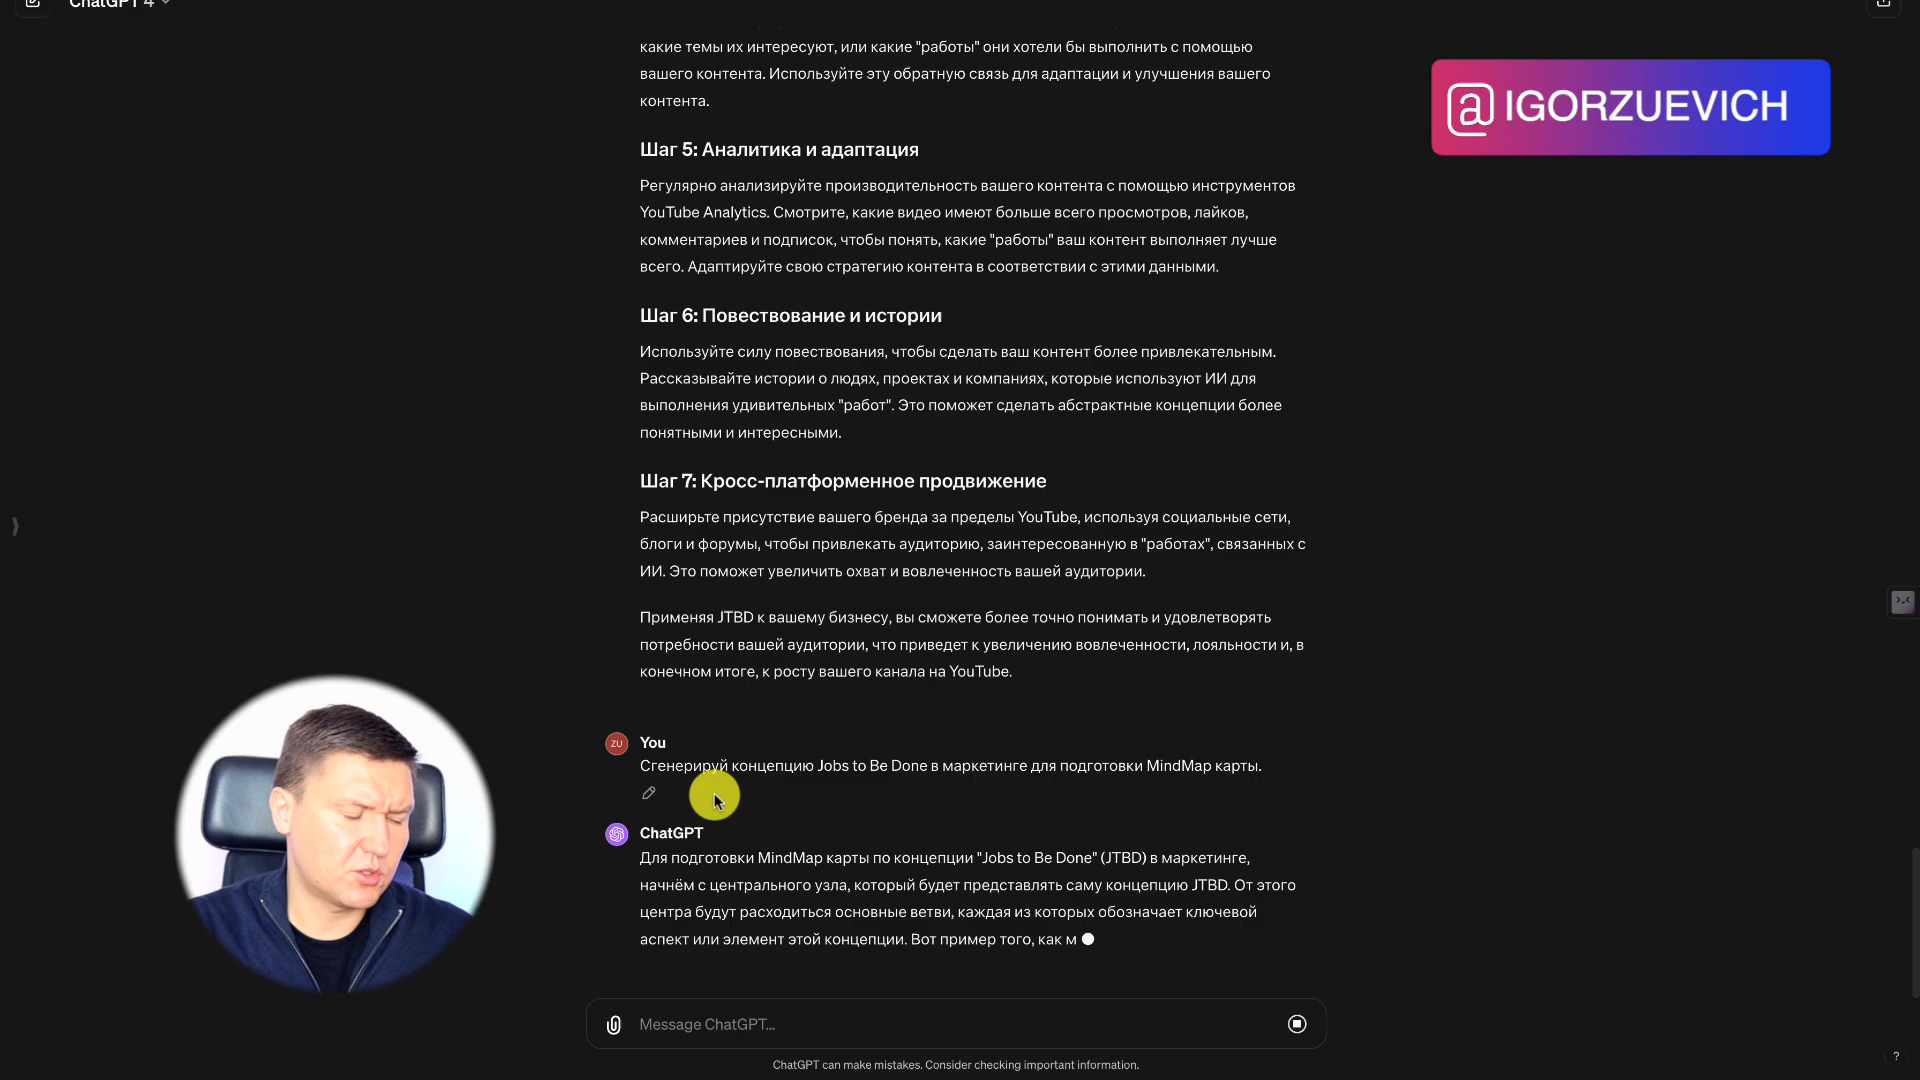 ChatGPT 4
какие темы их интересуют, или какие "работы" они хотели бы выполнить с помощью
вашего контента. Используйте эту обратную связь для адаптации и улучшения вашего
контента.
@IGORZUEVICH
Шаг 5: Аналитика и адаптация
Регулярно анализируйте производительность вашего контента с помощью инструментов
YouTube Analytics. Смотрите, какие видео имеют больше всего просмотров, лайков,
комментариев и подписок, чтобы понять, какие "работы" ваш контент выполняет лучше
всего. Адаптируйте свою стратегию контента в соответствии с этими данными.
Шаг 6: Повествование и истории
Используйте силу повествования, чтобы сделать ваш контент более привлекательным.
Рассказывайте истории о людях, проектах и компаниях, которые используют ИИ для
выполнения удивительных "работ". Это поможет сделать абстрактные концепции более
понятными и интересными.
Шаг 7: Кросс-платформенное продвижение
Расширьте присутствие вашего бренда за пределы YouTube, используя социальные сети,
блоги и форумы, чтобы привлекать аудиторию, заинтересованную в "работах", связанных с
ИИ. Это поможет увеличить охват и вовлеченность вашей аудитории.
Применяя JTBD к вашему бизнесу, вы сможете более точно понимать и удовлетворять
потребности вашей аудитории, что приведет к увеличению вовлеченности, лояльности и, в
конечном итоге, к росту вашего канала на YouTube.
ZU
You
Сгенерируй концепцию Jobs to Be Done в маркетинге для подготовки MindMap карты.
ChatGPT
Для подготовки MindMap карты по концепции "Jobs to Be Done" (JTBD) в маркетинге,
начнём с центрального узла, который будет представлять саму концепцию JTBD. От этого
центра будут расходиться основные ветви, каждая из которых обозначает ключевой
аспект или элемент этой концепции. Вот пример того, как м
Message ChatGPT...
ChatGPT can make mistakes. Consider checking important information.
?